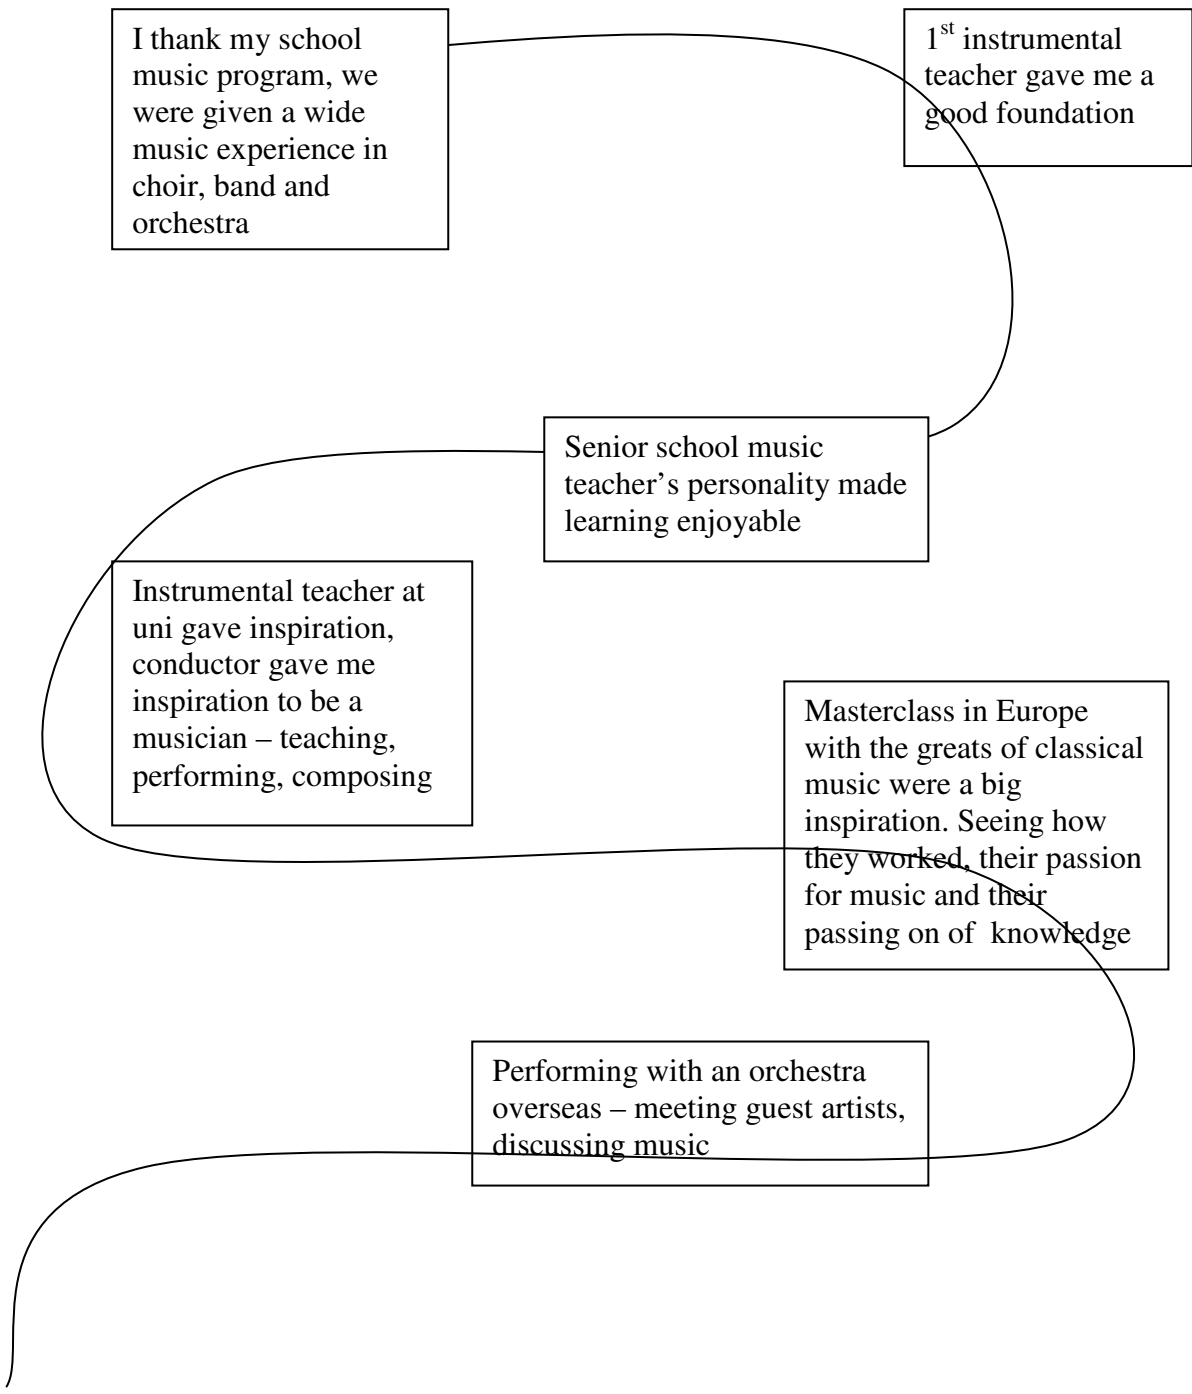 I thank my school
music program, we
were given a wide
music experience in
choir, band and
orchestra
1st instrumental
teacher gave me a
good foundation
Senior school music
teacher’s personality made
learning enjoyable
Instrumental teacher at
uni gave inspiration,
conductor gave me
inspiration to be a
musician – teaching,
performing, composing
Masterclass in Europe
with the greats of classical
music were a big
inspiration. Seeing how
they worked, their passion
for music and their
passing on of  knowledge
Performing with an orchestra
overseas – meeting guest artists,
discussing music